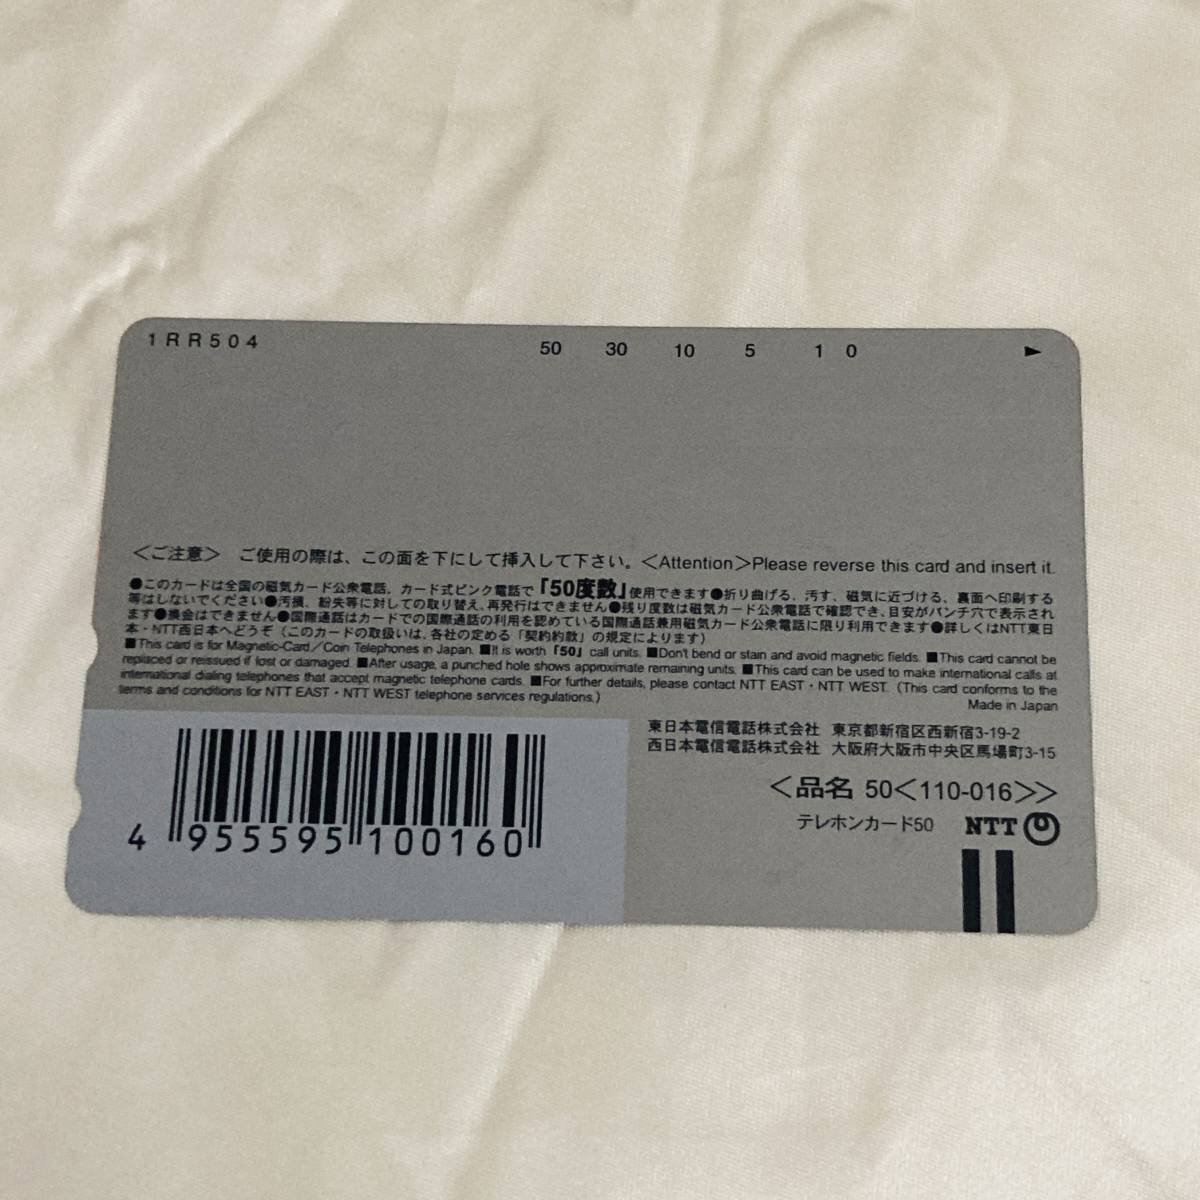 1RR504
50 30 10 5 1 0 ►
＜ご注意＞ ご使用の際は、この面を下にして挿入して下さい。＜Attention＞Please reverse this card and insert it.
●このカードは全国の磁気カード公衆電話、カード式ピンク電話で「50度数」使用できます●折り曲げる、汚す、磁気に近づける、裏面へ印刷する
等はしないでください●汚損、紛失等に対しての取り替え、再発行はできません●残り度数は磁気カード公衆電話で確認でき、目安がパンチ穴で表示され
ます●換金はできません●国際通話はカードでの国際通話の利用を認めている国際通話兼用磁気カード公衆電話に限り利用できます●詳しくはNTT東日
本・NTT西日本へどうぞ（このカードの取扱いは、各社の定める「契約約款」の規定によります）
■This card is for Magnetic-Card／Coin Telephones in Japan. ■It is worth「50」call units. ■Don't bend or stain and avoid magnetic fields. ■This card cannot be
replaced or reissued if lost or damaged. ■After usage, a punched hole shows approximate remaining units. ■This card can be used to make international calls at
international dialing telephones that accept magnetic telephone cards. ■For further details, please contact NTT EAST・NTT WEST.（This card conforms to the
terms and conditions for NTT EAST・NTT WEST telephone services regulations.）
Made in Japan
東日本電信電話株式会社 東京都新宿区西新宿3-19-2
西日本電信電話株式会社 大阪府大阪市中央区馬場町3-15
＜品名 50＜110-016＞＞
テレホンカード50 NTT
4 955595 100160